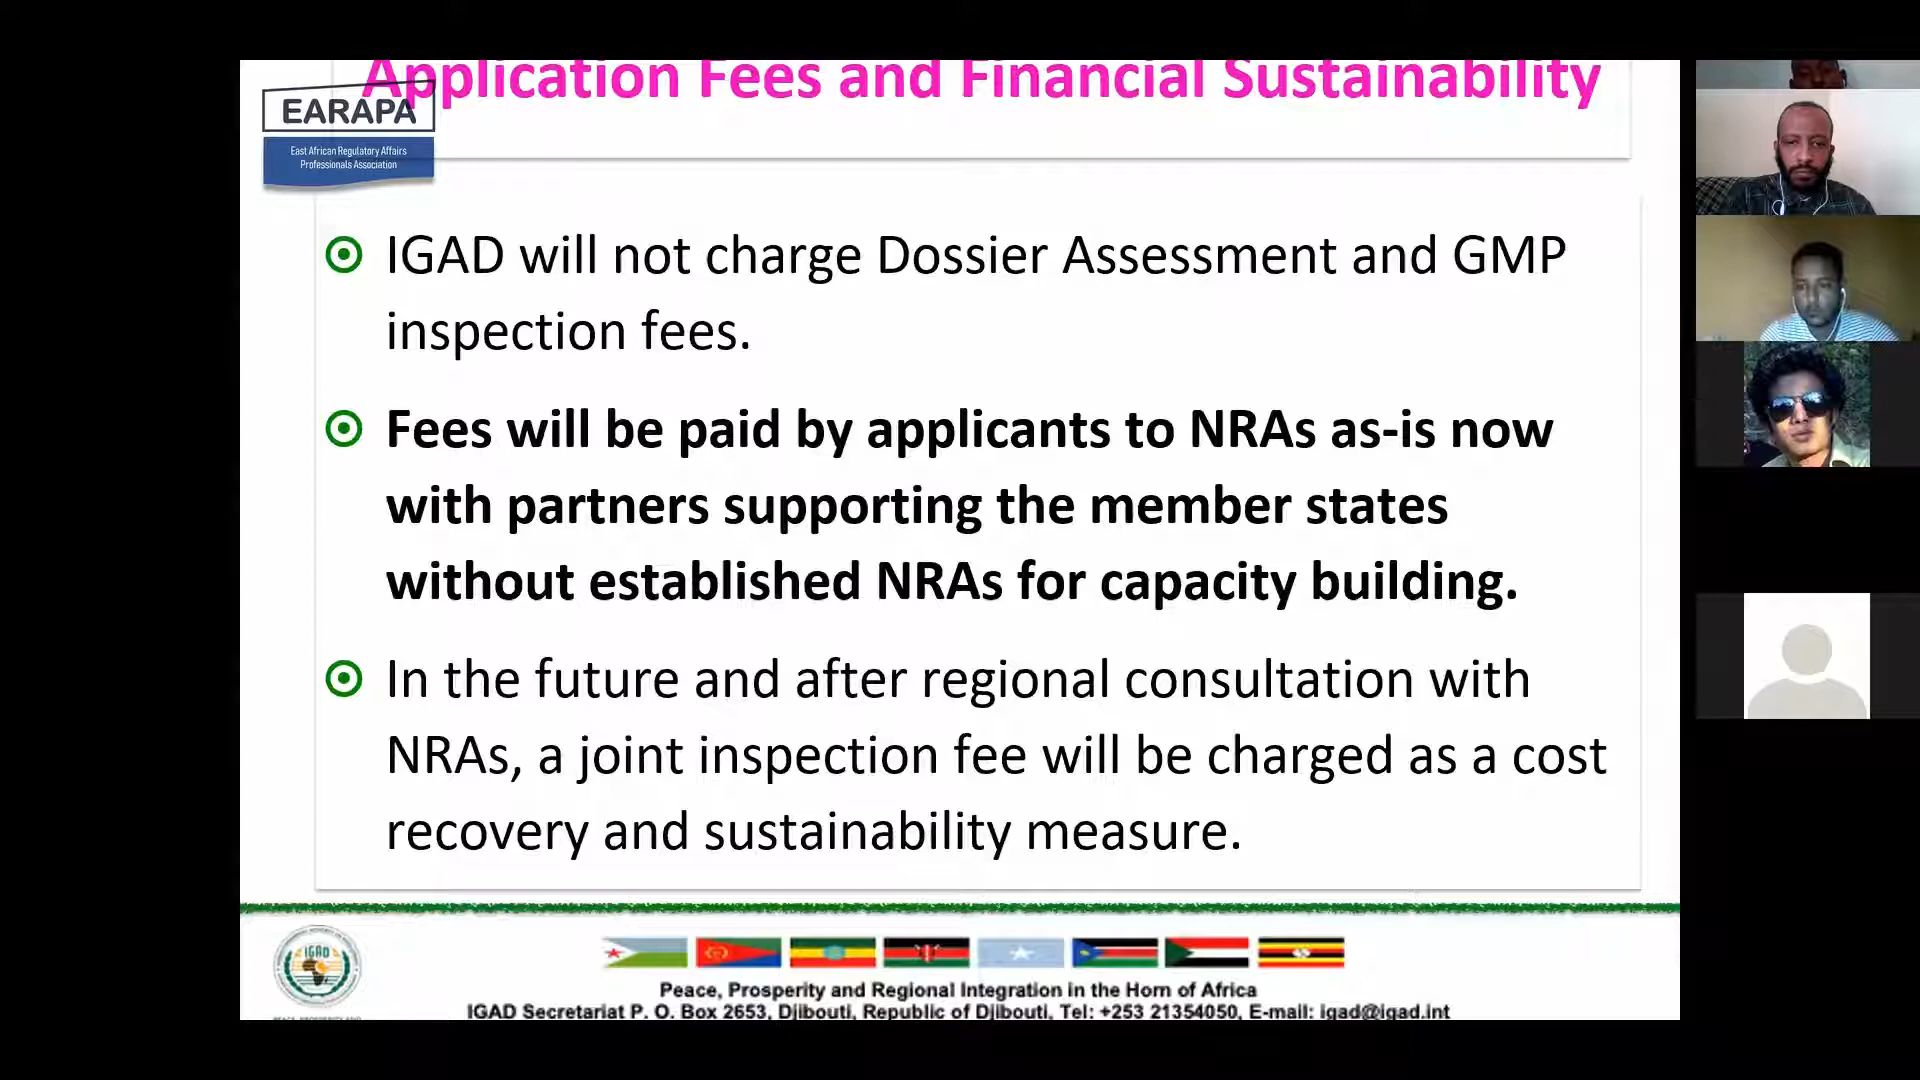 Application Fees and Financial Sustainability
EARAPA
East African Regulatory Affairs
Professionals Association
IGAD will not charge Dossier Assessment and GMP
inspection fees.
Fees will be paid by applicants to NRAs as-is now
with partners supporting the member states
without established NRAs for capacity building.
In the future and after regional consultation with
NRAs, a joint inspection fee will be charged as a cost
recovery and sustainability measure.
IGAD
Peace, Prosperity and Regional Integration in the Horn of Africa
IGAD Secretariat P. O. Box 2653, Djibouti, Republic of Djibouti, Tel: +253 21354050, E-mail: igad@igad.int